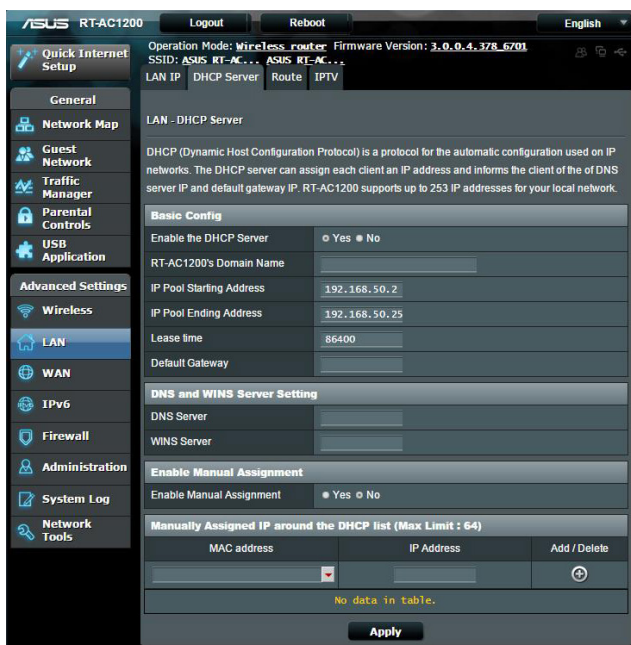 ASUS RT-AC1200
Logout
Reboot
English
Quick Internet
Setup
Operation Mode: Wireless router Firmware Version: 3.0.0.4.378_6701
SSID: ASUS RT-AC... ASUS RT-AC...
LAN IP
DHCP Server
Route
IPTV
General
Network Map
Guest
Network
Traffic
Manager
Parental
Controls
USB
Application
Advanced Settings
Wireless
LAN
WAN
IPv6
Firewall
Administration
System Log
Network
Tools
LAN - DHCP Server
DHCP (Dynamic Host Configuration Protocol) is a protocol for the automatic configuration used on IP
networks. The DHCP server can assign each client an IP address and informs the client of the of DNS
server IP and default gateway IP. RT-AC1200 supports up to 253 IP addresses for your local network.
Basic Config
Enable the DHCP Server Yes No
RT-AC1200's Domain Name
IP Pool Starting Address 192.168.50.2
IP Pool Ending Address 192.168.50.25
Lease time 86400
Default Gateway
DNS and WINS Server Setting
DNS Server
WINS Server
Enable Manual Assignment
Enable Manual Assignment Yes No
Manually Assigned IP around the DHCP list (Max Limit : 64)
MAC address IP Address Add / Delete
No data in table.
Apply